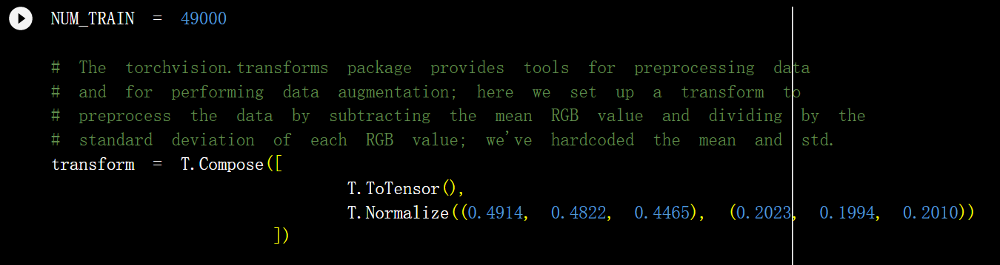 NUM_TRAIN = 49000
# The torchvision.transforms package provides tools for preprocessing data
# and for performing data augmentation; here we set up a transform to
# preprocess the data by subtracting the mean RGB value and dividing by the
# standard deviation of each RGB value; we've hardcoded the mean and std.
transform = T.Compose([
T.ToTensor(),
T.Normalize((0.4914, 0.4822, 0.4465), (0.2023, 0.1994, 0.2010))
])